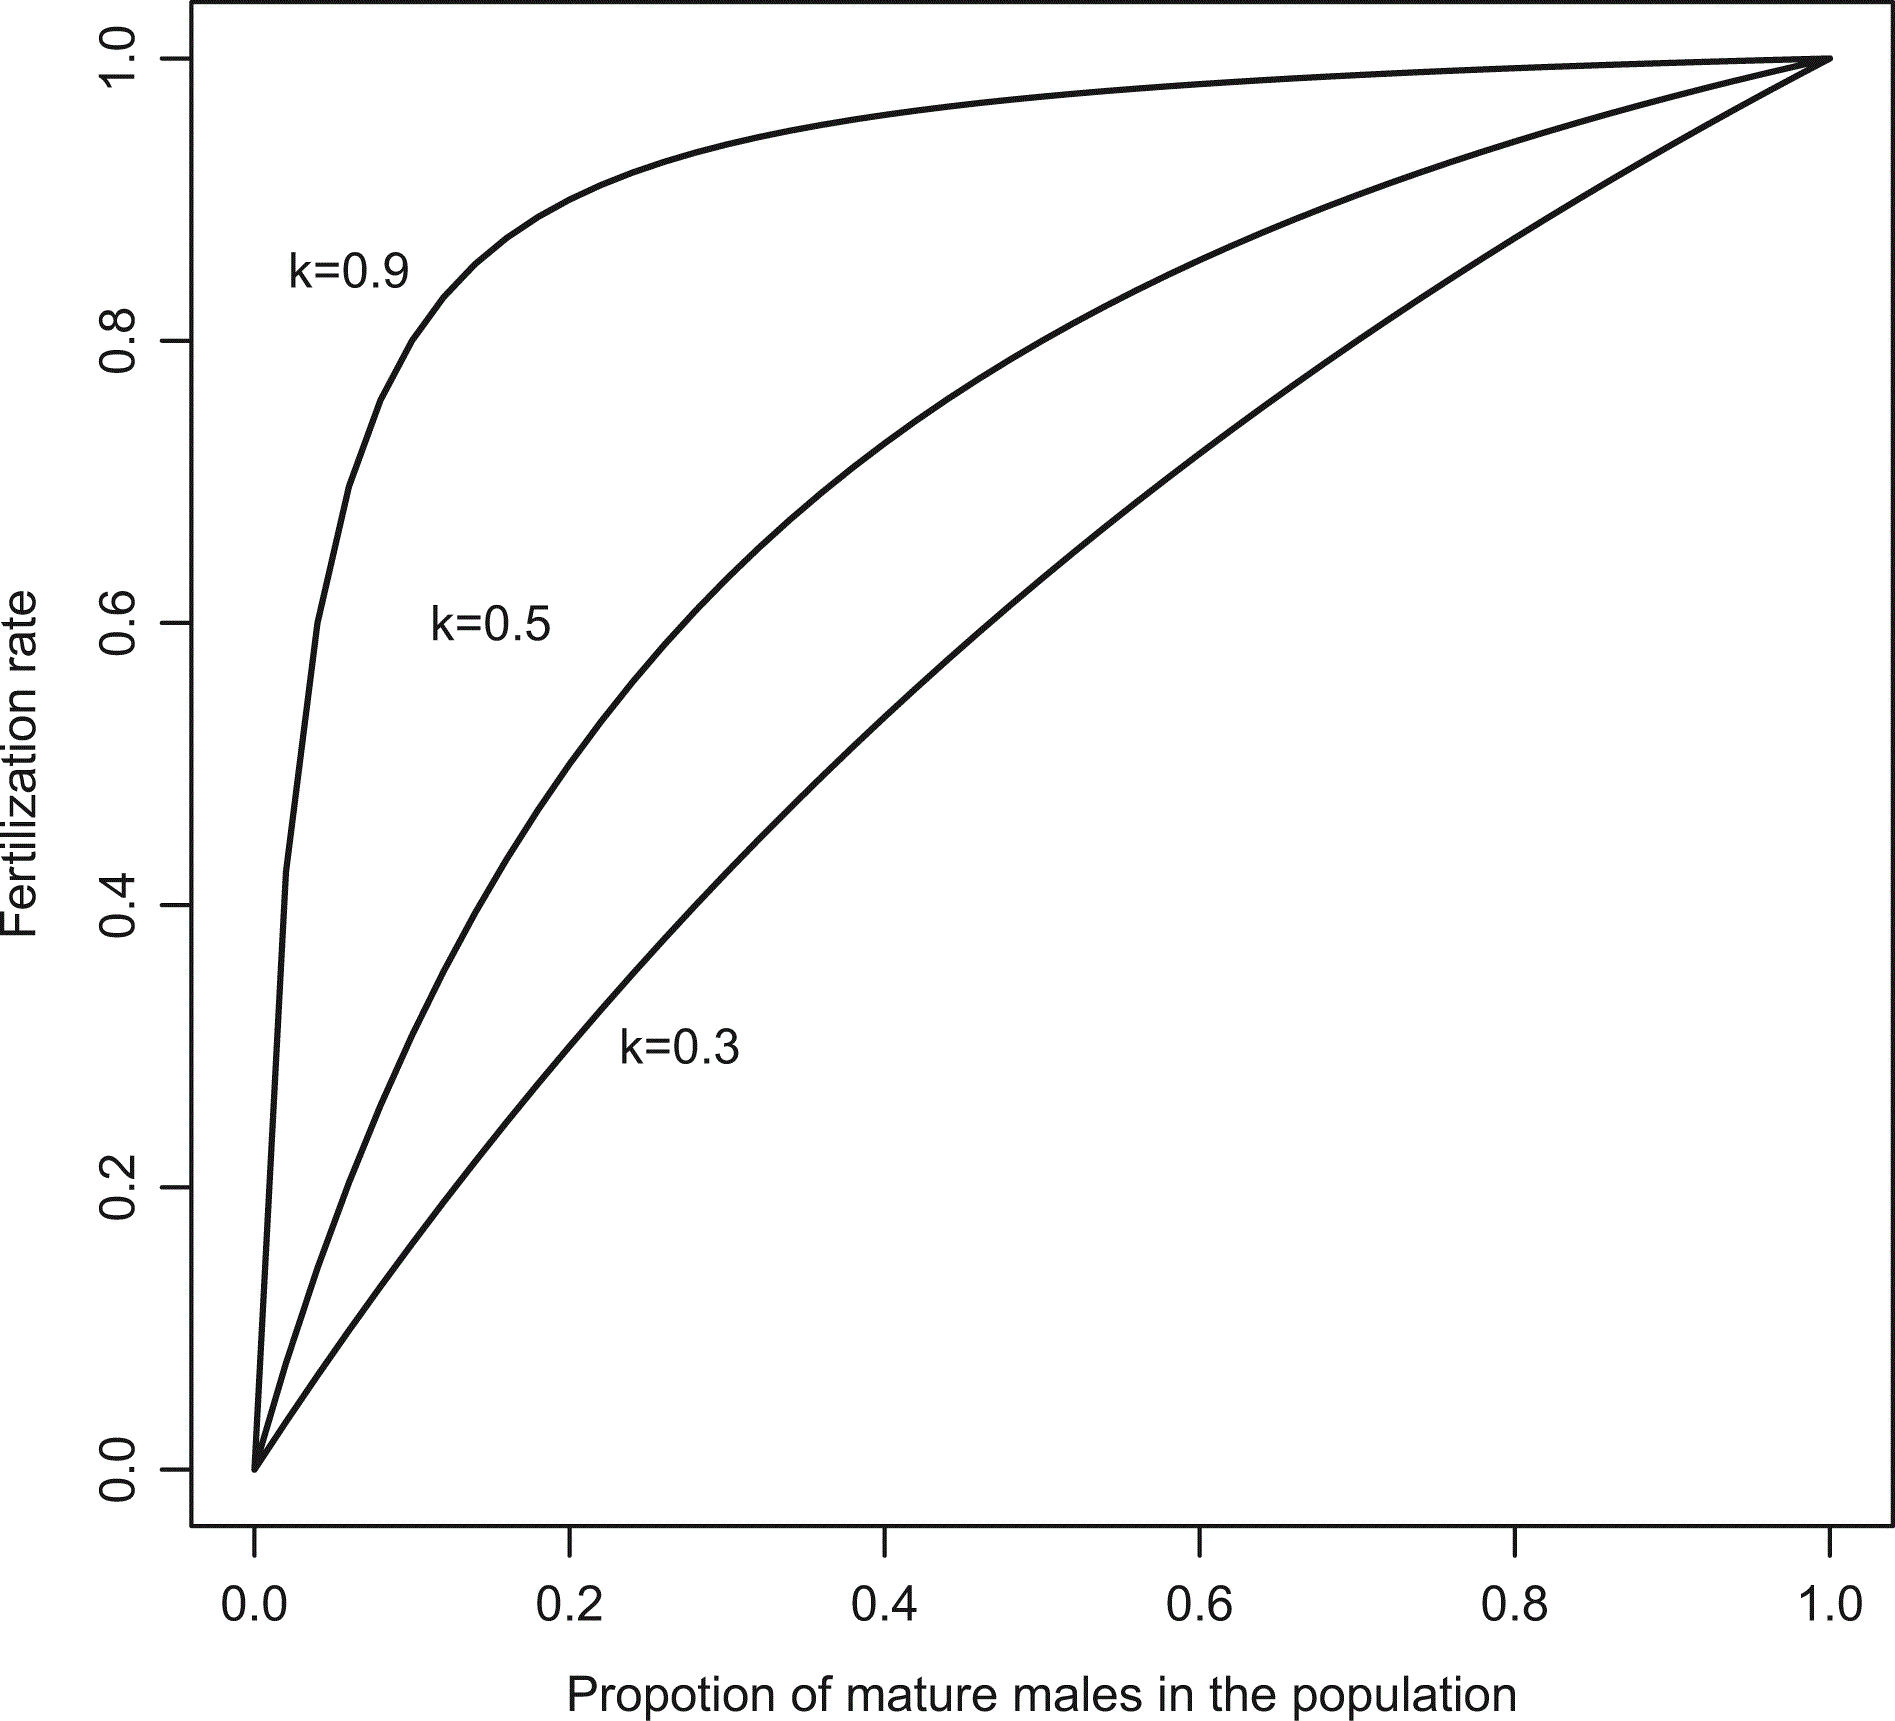 Fertilization rate
1.0
0.8
0.6
0.4
0.2
0.0
k=0.9
k=0.5
k=0.3
0.0 0.2 0.4 0.6 0.8 1.0
Propotion of mature males in the population